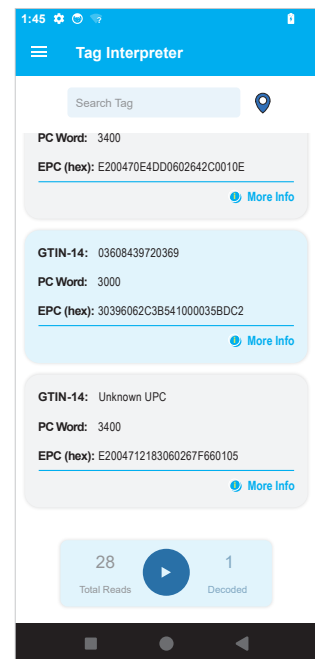 1:45
Tag Interpreter
Search Tag
PC Word: 3400
EPC (hex): E200470E4DD0602642C0010E
More Info
GTIN-14: 03608439720369
PC Word: 3000
EPC (hex): 30396062C3B541000035BDC2
More Info
GTIN-14: Unknown UPC
PC Word: 3400
EPC (hex): E2004712183060267F660105
More Info
28 1
Total Reads Decoded